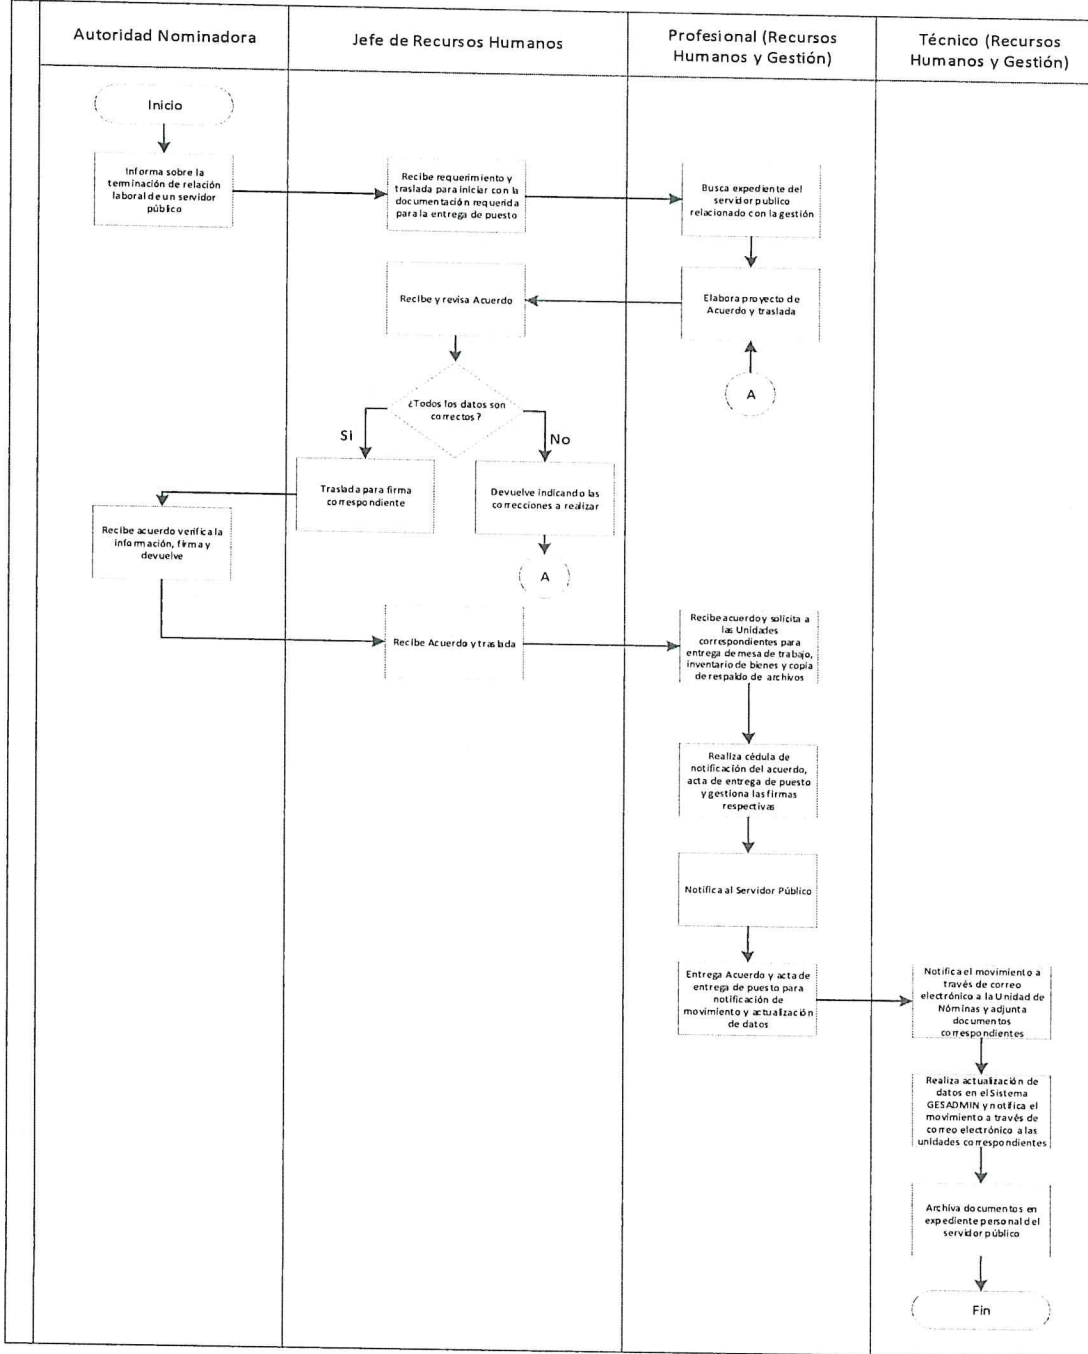 Autoridad Nominadora
Jefe de Recursos Humanos
Profesional (Recursos
Humanos y Gestión)
Técnico (Recursos
Humanos y Gestión)
Inicio
Informa sobre la
terminación de relación
laboral de un servidor
público
Recibe requerimiento y
traslada para iniciar con la
documentación requerida
para la entrega de puesto
Busca expediente del
servidor publico
relacionado con la gestión
Elabora proyecto de
Acuerdo y traslada
Recibe y revisa Acuerdo
A
¿Todos los datos son
correctos?
Si
No
Traslada para firma
correspondiente
Devuelve indicando las
correcciones a realizar
A
Recibe acuerdo verifica la
información, firma y
devuelve
Recibe Acuerdo y traslada
Recibe acuerdo y solicita a
las Unidades
correspondientes para
entrega de mesa de trabajo,
inventario de bienes y copia
de respaldo de archivos
Realiza cédula de
notificación del acuerdo,
acta de entrega de puesto
y gestiona las firmas
respectivas
Notifica al Servidor Público
Entrega Acuerdo y acta de
entrega de puesto para
notificación de
movimiento y actualización
de datos
Notifica el movimiento a
través de correo
electrónico a la Unidad de
Nóminas y adjunta
documentos
correspondientes
Realiza actualización de
datos en el Sistema
GESADMIN y notifica el
movimiento a través de
correo electrónico a las
unidades correspondientes
Archiva documentos en
expediente personal del
servidor público
Fin